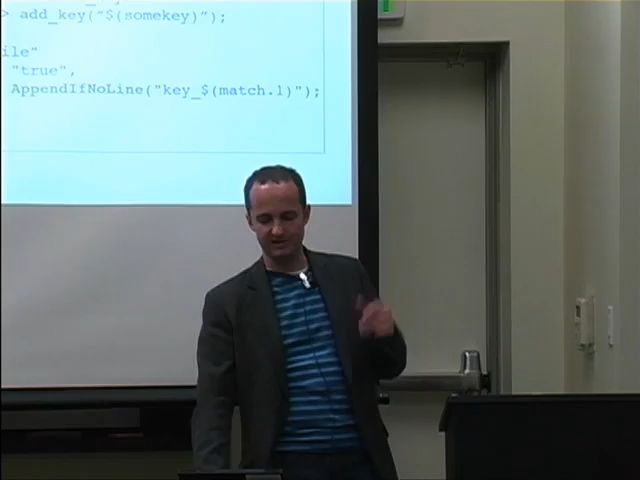 > add_key("$(somekey)");
ile"
"true",
AppendIfNoLine("key_$(match.1)");